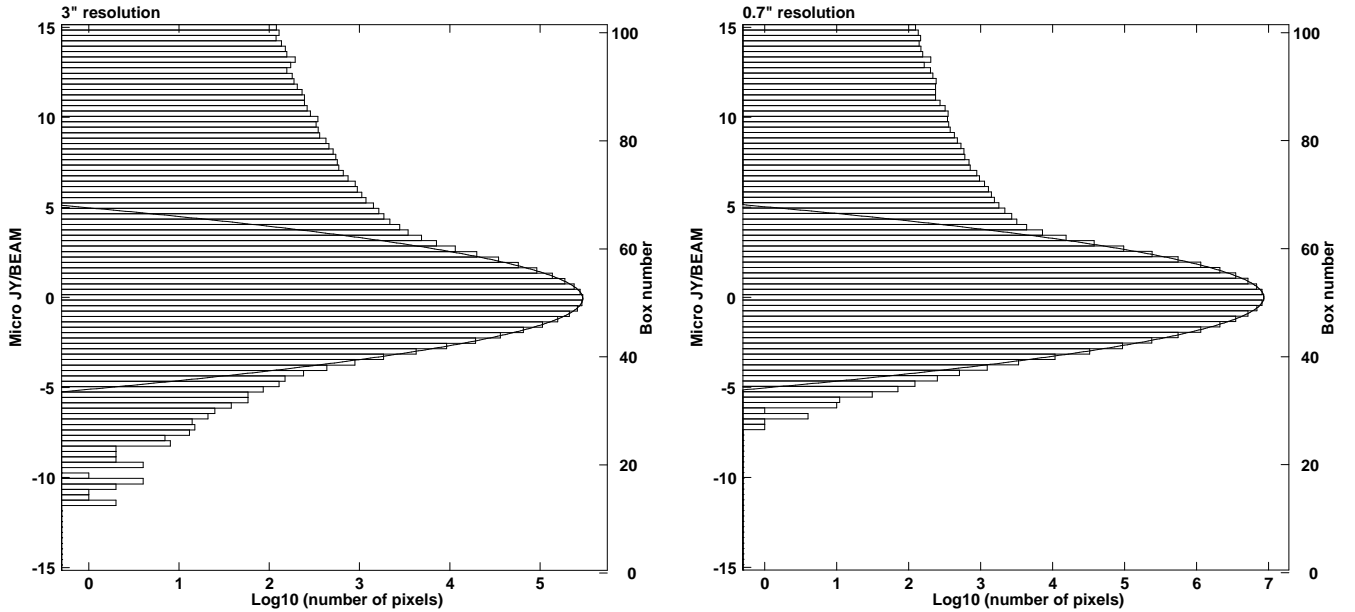 3" resolution
15
10
5
0
-5
-10
-15
Micro JY/BEAM
100
80
60
40
20
0
Box number
0 1 2 3 4 5
Log10 (number of pixels)
0.7" resolution
15
10
5
0
-5
-10
-15
Micro JY/BEAM
100
80
60
40
20
0
Box number
0 1 2 3 4 5 6 7
Log10 (number of pixels)